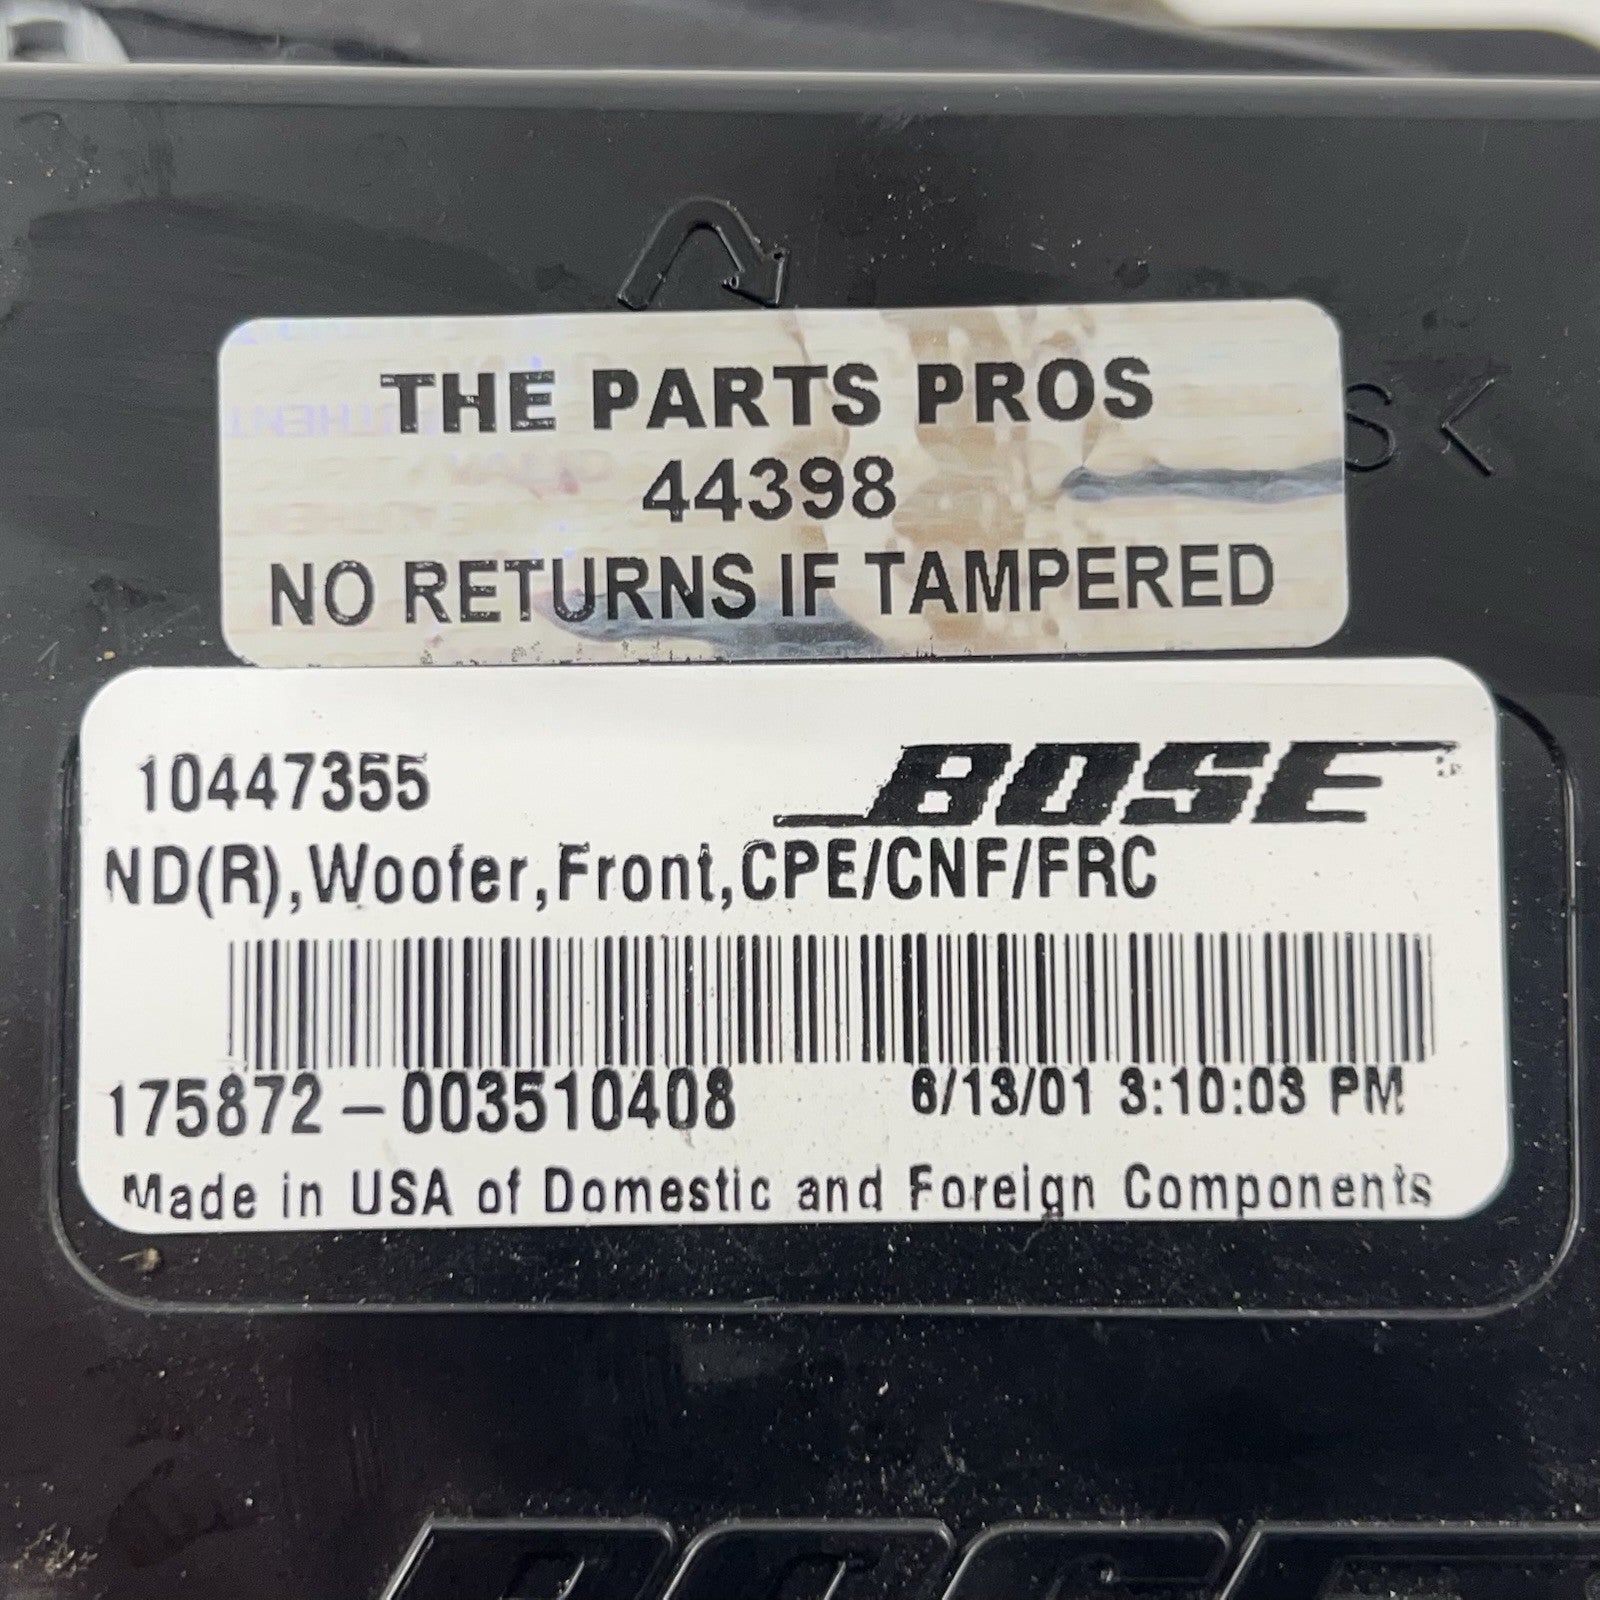 THE PARTS PROS
44398
NO RETURNS IF TAMPERED
10447355
BOSE
ND(R),Woofer,Front,CPE/CNF/FRC
175872-003510408 6/13/01 3:10:03 PM
Made in USA of Domestic and Foreign Components
BOSE